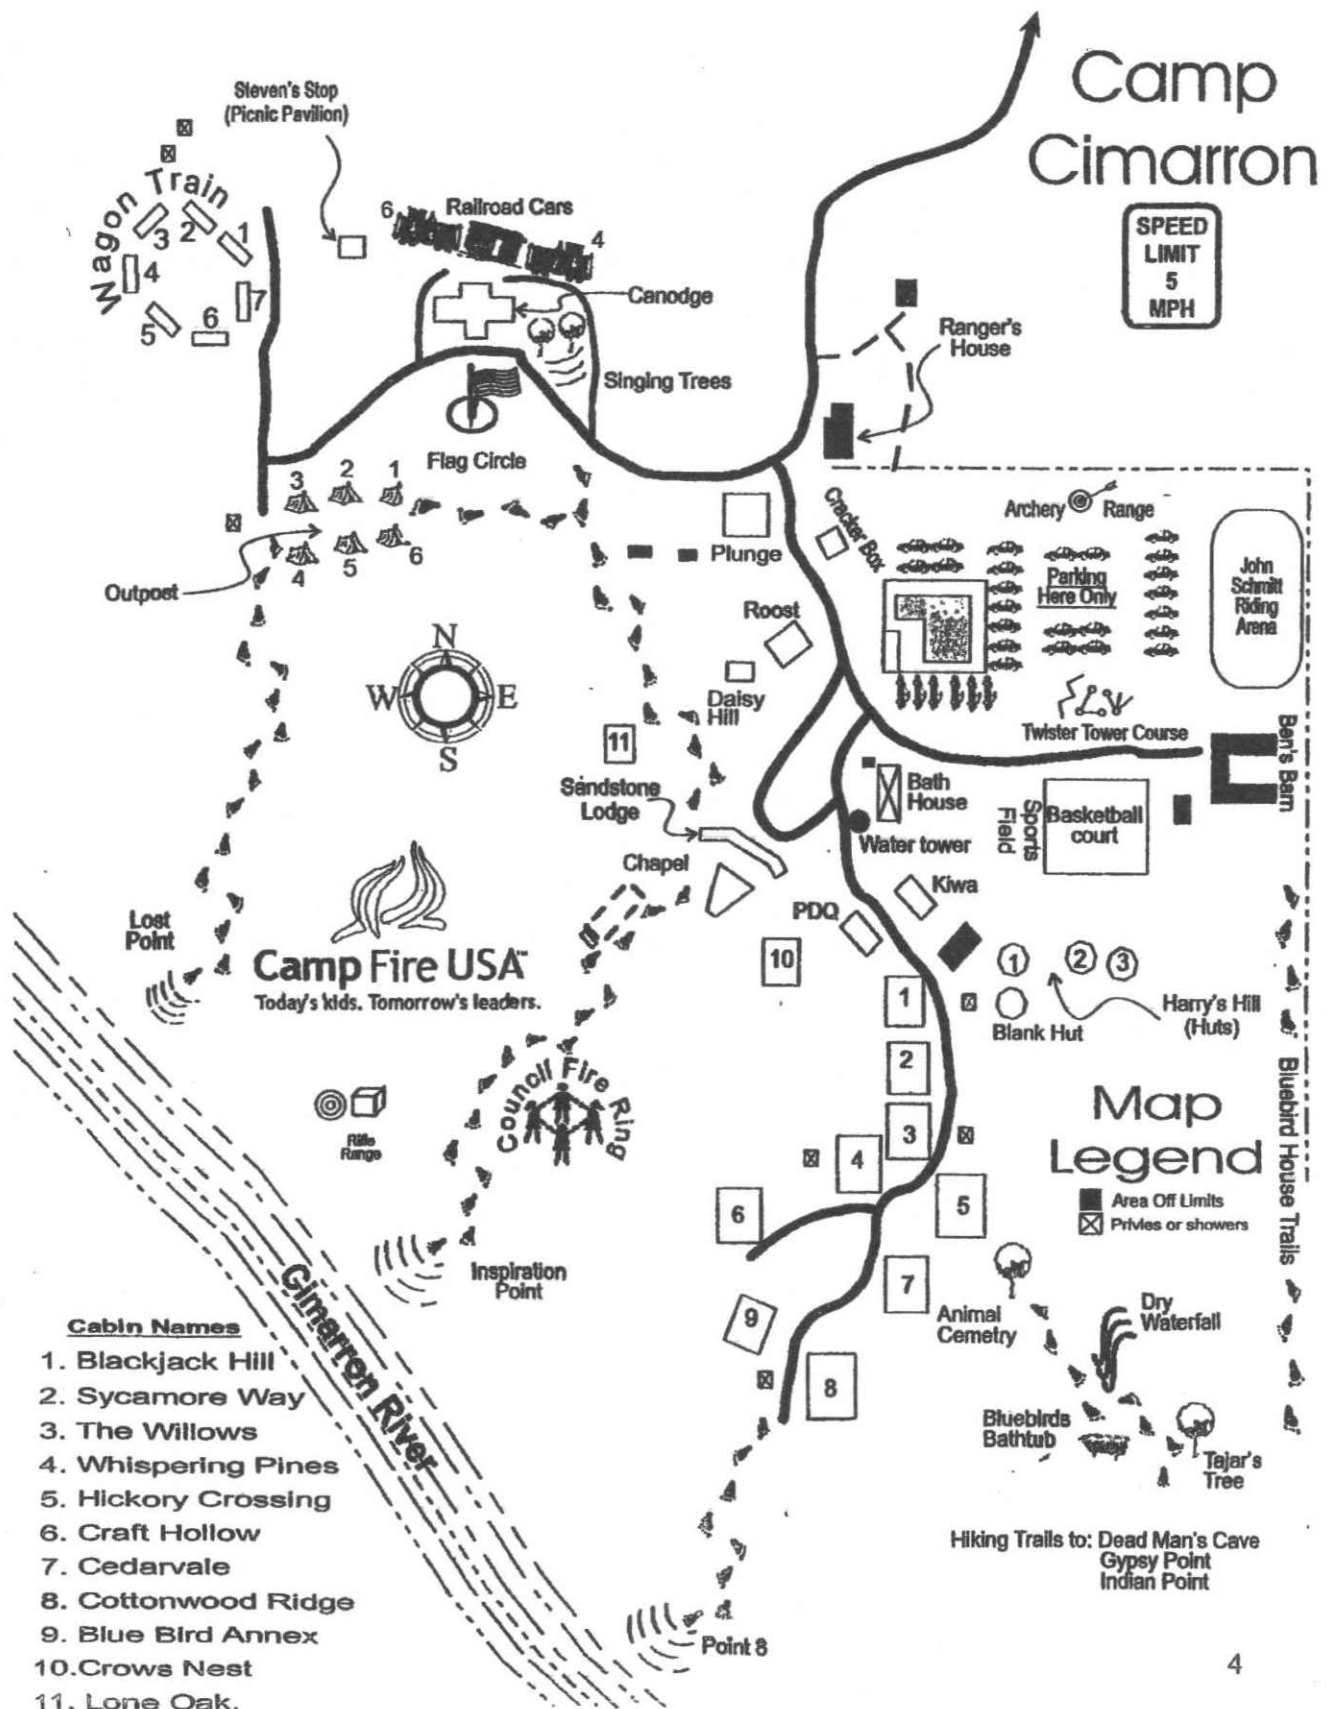 Camp
Cimarron
SPEED
LIMIT
5
MPH
Steven's Stop
(Picnic Pavilion)
Wagon Train
1
2
3
4
5
6
7
6
Railroad Cars
4
Canodge
Singing Trees
Ranger's
House
Flag Circle
3
2
1
4
5
6
Outpost
Plunge
Cracker Box
Archery
Range
Parking
Here Only
John
Schmitt
Riding
Arena
Roost
Daisy
Hill
N
W
E
S
11
Sandstone
Lodge
Twister Tower Course
Ben's Barn
Bath
House
Water tower
Sports
Field
Basketball
court
Chapel
Kiwa
PDQ
10
Lost
Point
Camp Fire USA™
Today's kids. Tomorrow's leaders.
1
2
3
Harry's Hill
(Huts)
Blank Hut
1
2
3
4
5
6
7
9
8
Council Fire Ring
Rifle
Range
Map
Legend
Area Off Limits
Privies or showers
Bluebird House Trails
Inspiration
Point
Cimarron River
Animal
Cemetry
Dry
Waterfall
Bluebirds
Bathtub
Tajar's
Tree
Hiking Trails to: Dead Man's Cave
Gypsy Point
Indian Point
Point 8
Cabin Names
1. Blackjack Hill
2. Sycamore Way
3. The Willows
4. Whispering Pines
5. Hickory Crossing
6. Craft Hollow
7. Cedarvale
8. Cottonwood Ridge
9. Blue Bird Annex
10.Crows Nest
11. Lone Oak.
4